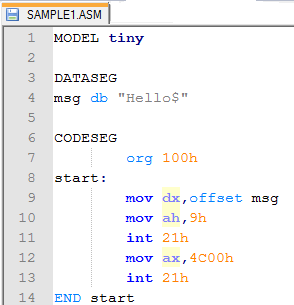 SAMPLE1.ASM
1 MODEL tiny
2
3 DATASEG
4 msg db "Hello$"
5
6 CODESEG
7 org 100h
8 start:
9 mov dx,offset msg
10 mov ah,9h
11 int 21h
12 mov ax,4C00h
13 int 21h
14 END start